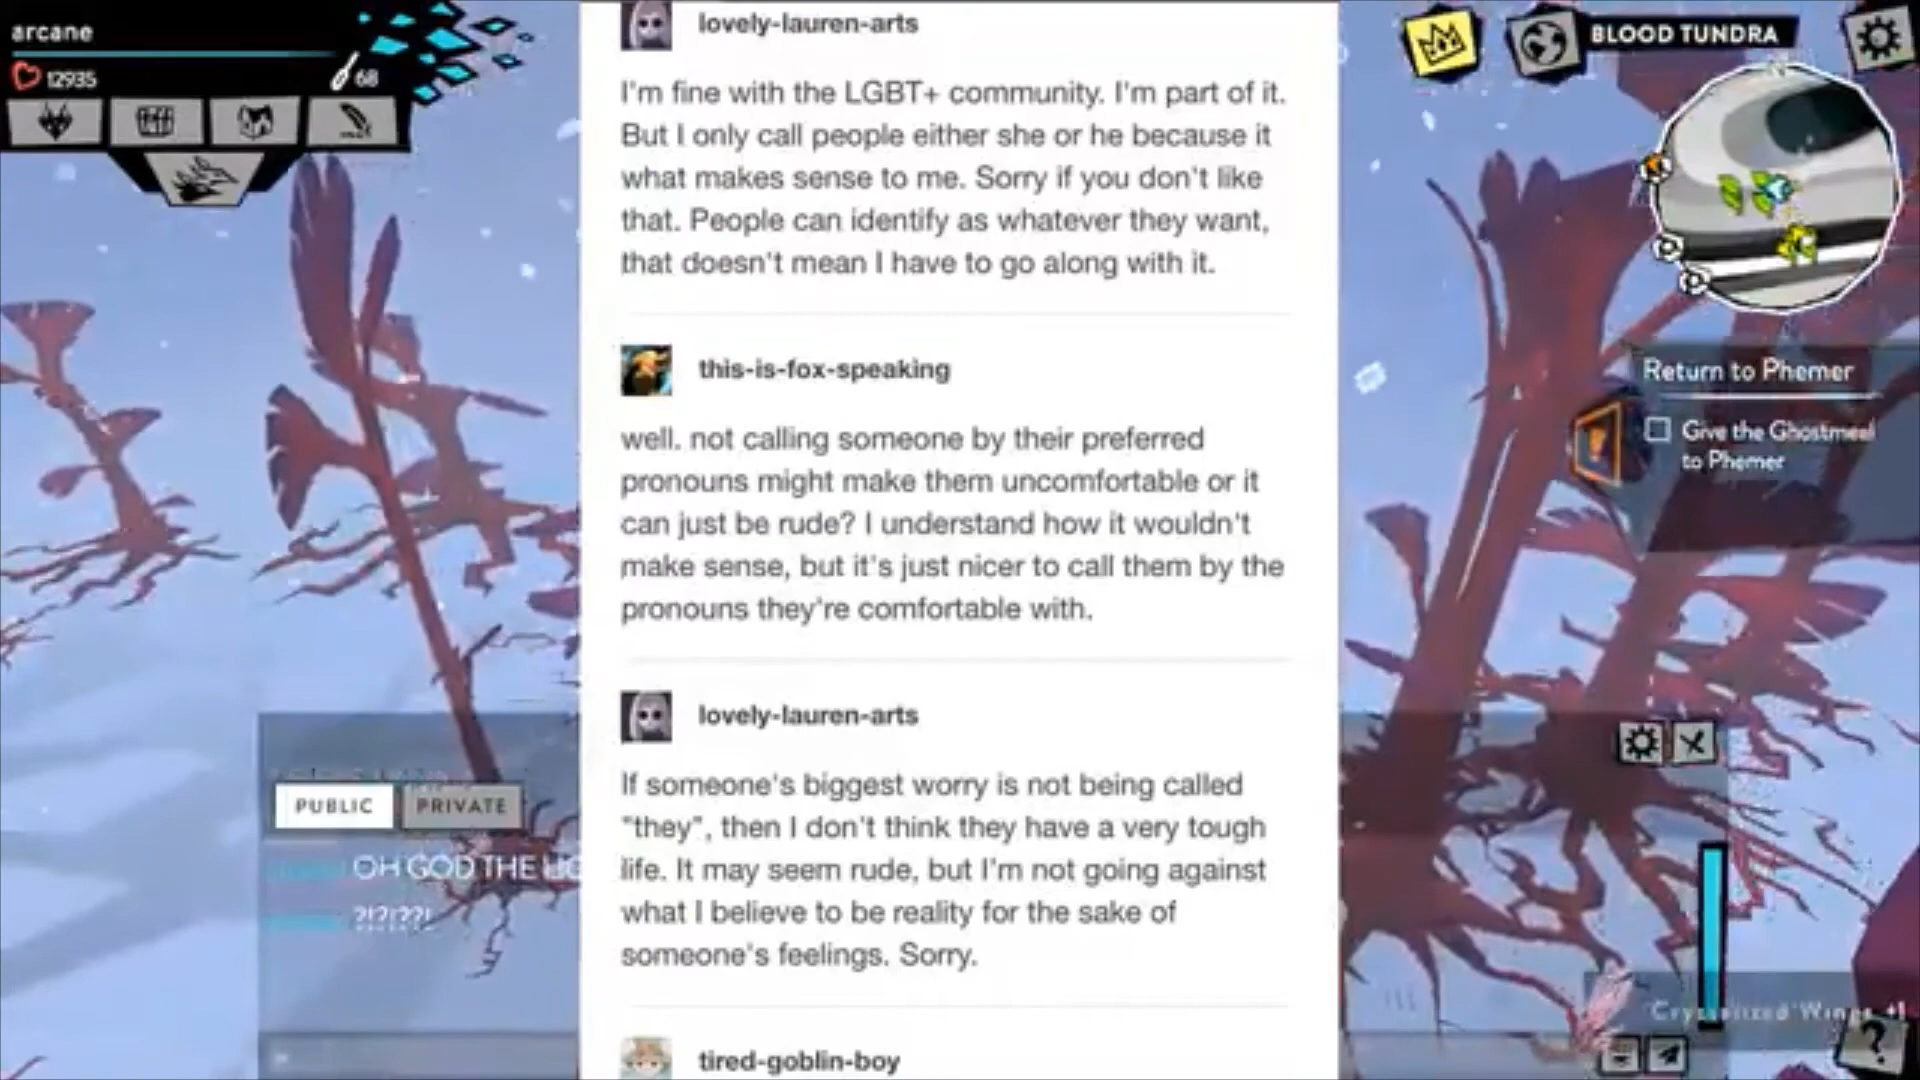 arcane
12935
68
BLOOD TUNDRA
Return to Phemer
Give the Ghostmeal
to Phemer
lovely-lauren-arts
I'm fine with the LGBT+ community. I'm part of it.
But I only call people either she or he because it
what makes sense to me. Sorry if you don't like
that. People can identify as whatever they want,
that doesn't mean I have to go along with it.
this-is-fox-speaking
well. not calling someone by their preferred
pronouns might make them uncomfortable or it
can just be rude? I understand how it wouldn't
make sense, but it's just nicer to call them by the
pronouns they're comfortable with.
lovely-lauren-arts
If someone's biggest worry is not being called
"they", then I don't think they have a very tough
life. It may seem rude, but I'm not going against
what I believe to be reality for the sake of
someone's feelings. Sorry.
tired-goblin-boy
PUBLIC
PRIVATE
OH GOD THE
?!?!??!
Crystalized Wings +1
?